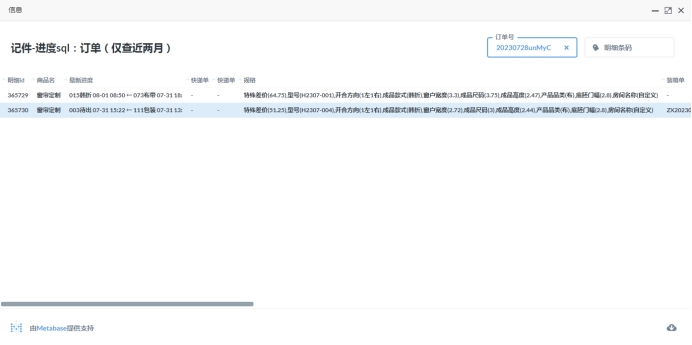 信息
记件-进度sql：订单（仅查近两月）
订单号
20230728unMyC
明细条码
明细id 商品名 最新进度 快递单 快递单 规格 装箱单
365729 窗帘定制 015韩折 08-01 08:50 ← 073布带 07-31 18: - - 特殊差价(64.75),型号(H2307-001),开合方向(1左1右),成品款式(韩折),窗户宽度(3.3),成品尺码(3.75),成品高度(2.47),产品品类(布),底胚门幅(2.8),房间名称(自定义) -
365730 窗帘定制 003待出 07-31 15:22 ← 111包装 07-31 13: - - 特殊差价(51.25),型号(H2307-004),开合方向(1左1右),成品款式(韩折),窗户宽度(2.72),成品尺码(3),成品高度(2.44),产品品类(布),底胚门幅(2.8),房间名称(自定义) ZX20230
由Metabase提供支持